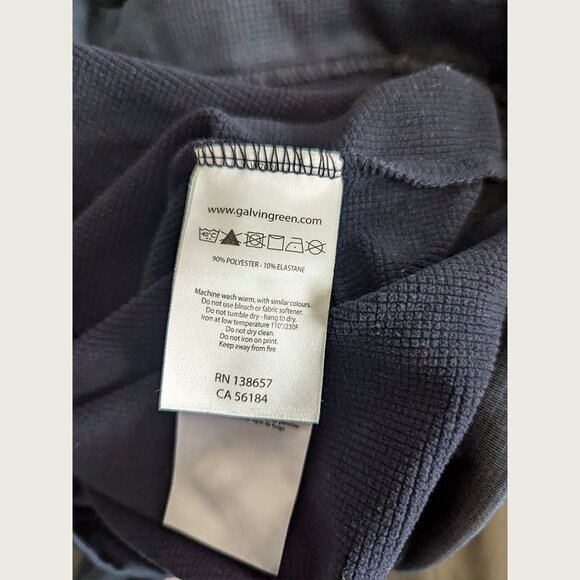 www.galvingreen.com
40°C
90% POLYESTER - 10% ELASTANE
Machine wash warm, with similar colours.
Do not use bleach or fabric softener.
Do not tumble dry - hang to dry.
Iron at low temperature 110°/230F.
Do not dry clean.
Do not iron on print.
Keep away from fire.
RN 138657
CA 56184